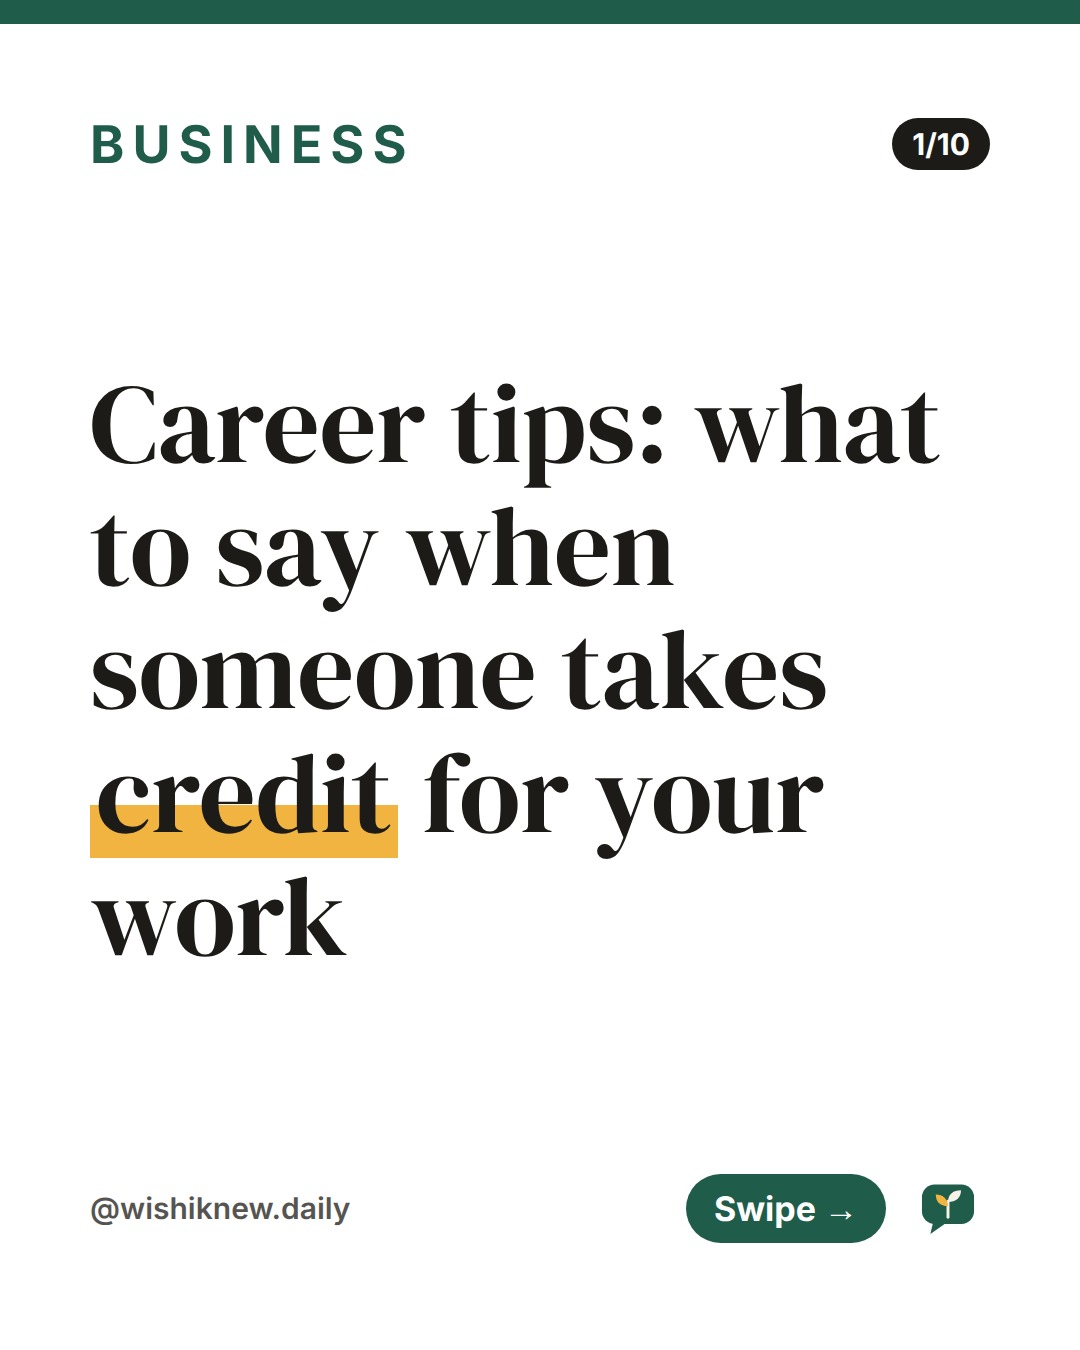 BUSINESS
1/10
Career tips: what
to say when
someone takes
credit for your
work
@wishiknew.daily
Swipe →